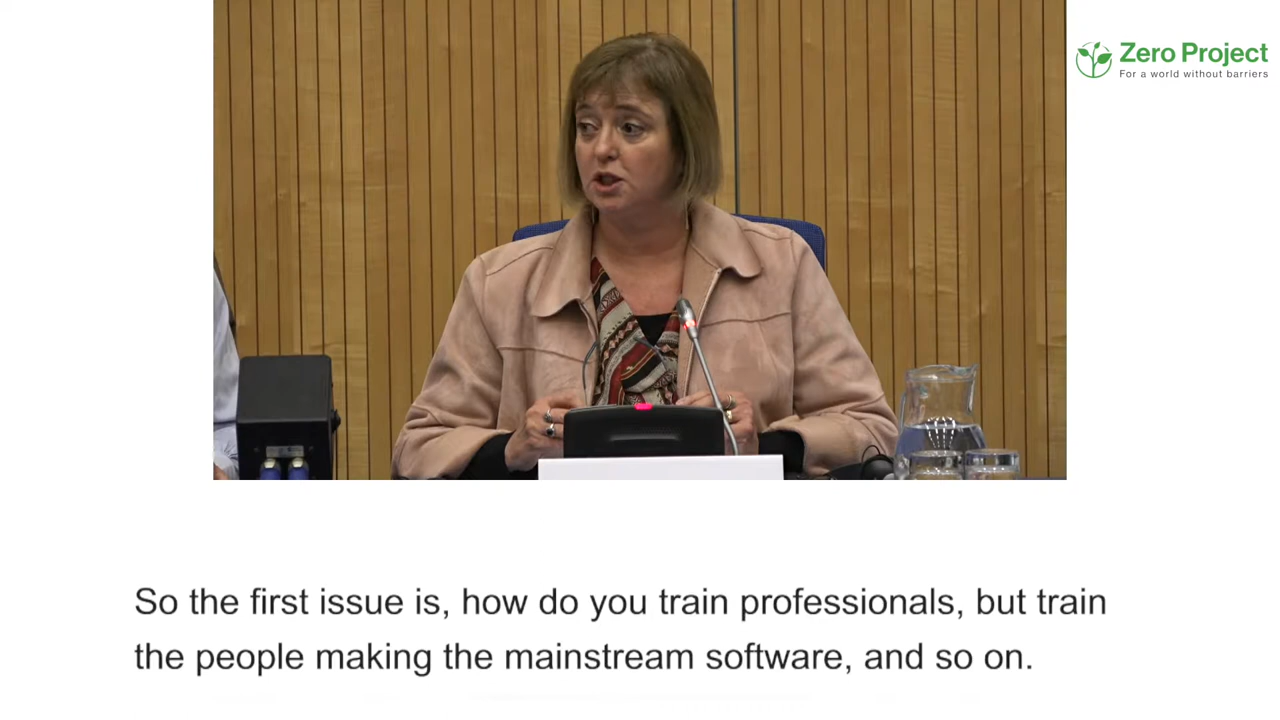 Zero Project
For a world without barriers
So the first issue is, how do you train professionals, but train
the people making the mainstream software, and so on.